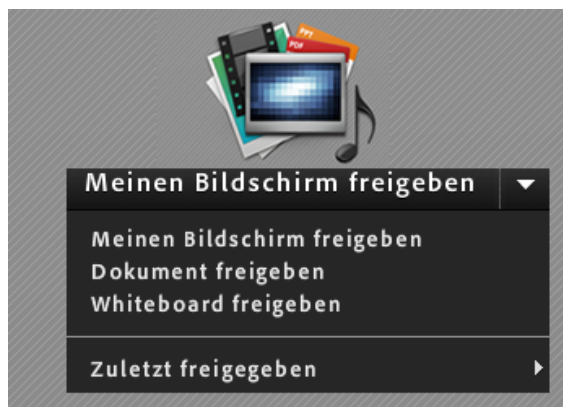 PPT
PDF
Meinen Bildschirm freigeben
Meinen Bildschirm freigeben
Dokument freigeben
Whiteboard freigeben
Zuletzt freigegeben